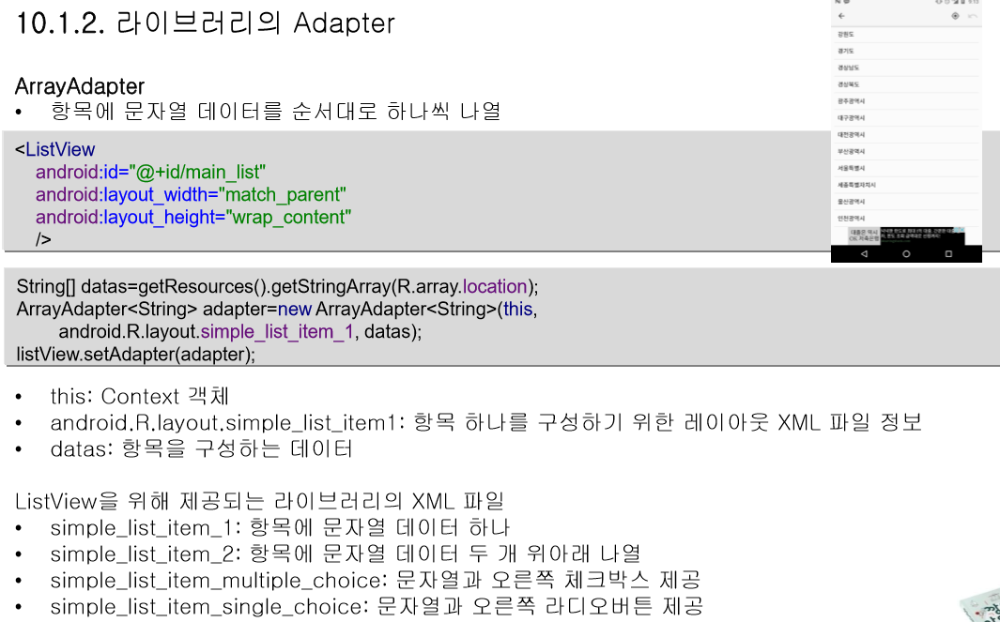 10.1.2. 라이브러리의 Adapter
강원도
경기도
경상남도
경상북도
광주광역시
대구광역시
대전광역시
부산광역시
서울특별시
세종특별자치시
울산광역시
인천광역시
ArrayAdapter
• 항목에 문자열 데이터를 순서대로 하나씩 나열
<ListView
android:id="@+id/main_list"
android:layout_width="match_parent"
android:layout_height="wrap_content"
/>
String[] datas=getResources().getStringArray(R.array.location);
ArrayAdapter<String> adapter=new ArrayAdapter<String>(this,
android.R.layout.simple_list_item_1, datas);
listView.setAdapter(adapter);
• this: Context 객체
• android.R.layout.simple_list_item1: 항목 하나를 구성하기 위한 레이아웃 XML 파일 정보
• datas: 항목을 구성하는 데이터
ListView을 위해 제공되는 라이브러리의 XML 파일
• simple_list_item_1: 항목에 문자열 데이터 하나
• simple_list_item_2: 항목에 문자열 데이터 두 개 위아래 나열
• simple_list_item_multiple_choice: 문자열과 오른쪽 체크박스 제공
• simple_list_item_single_choice: 문자열과 오른쪽 라디오버튼 제공